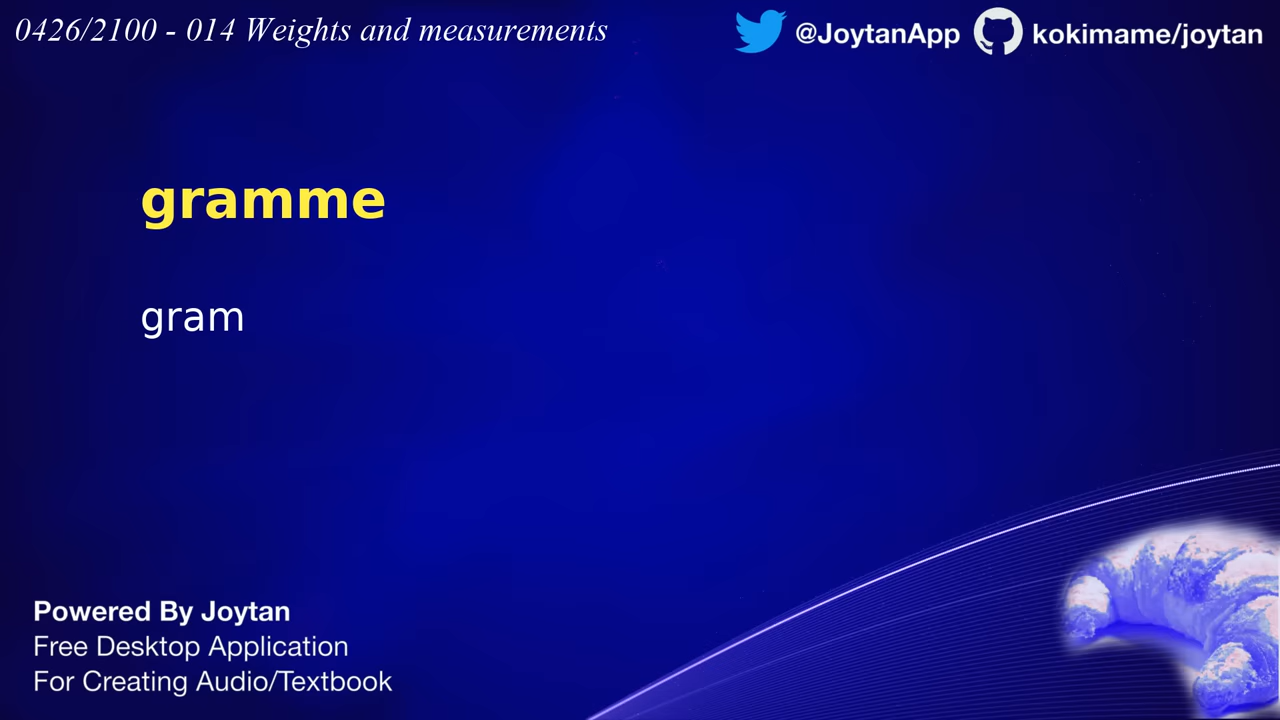 0426/2100 - 014 Weights and measurements
@JoytanApp
kokimame/joytan
gramme
gram
Powered By Joytan
Free Desktop Application
For Creating Audio/Textbook